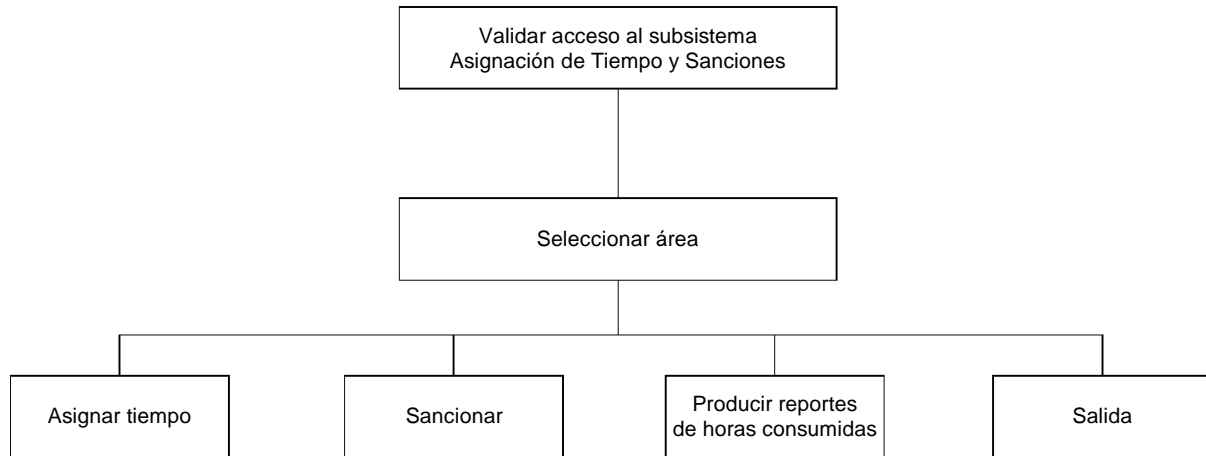 Validar acceso al subsistema
Asignación de Tiempo y Sanciones
Seleccionar área
Asignar tiempo
Sancionar
Producir reportes
de horas consumidas
Salida